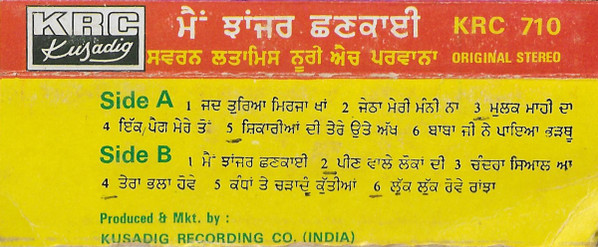 KRC
Kusadig
ਮੈਂ ਝਾਂਜਰ ਛਣਕਾਈ
KRC 710
ਸਵਰਨ ਲਤਾ ਮਿਸ ਨੂਰੀ ਐਚ ਪਰਵਾਨਾ
ORIGINAL STEREO
Side A 1 ਜਦ ਤੁਰਿਆ ਮਿਰਜਾ ਖਾਂ 2 ਜੇਠਾ ਮੇਰੀ ਮੰਨੀ ਨਾ 3 ਮੁਲਕ ਮਾਹੀ ਦਾ
4 ਇੱਕ ਪੈਗ ਮੇਰੇ ਤੋਂ 5 ਸ਼ਿਕਾਰੀਆਂ ਦੀ ਤੇਰੇ ਉਤੇ ਅੱਖ 6 ਬਾਬਾ ਜੀ ਨੇ ਪਾਇਆ ਭੜਥੂ
Side B 1 ਮੈਂ ਝਾਂਜਰ ਛਣਕਾਈ 2 ਪੀਣ ਵਾਲੇ ਲੋਕਾਂ ਦੀ 3 ਚੰਦਹਾ ਸਿਆਲ ਆ
4 ਤੇਰਾ ਭਲਾ ਹੋਵੇ 5 ਕੰਧਾਂ ਤੇ ਚੜਾਦੂੰ ਕੁੱਤੀਆਂ 6 ਲੁੱਕ ਲੁੱਕ ਰੋਵੇ ਰਾਂਝਾ
Produced & Mkt. by :
KUSADIG RECORDING CO. (INDIA)